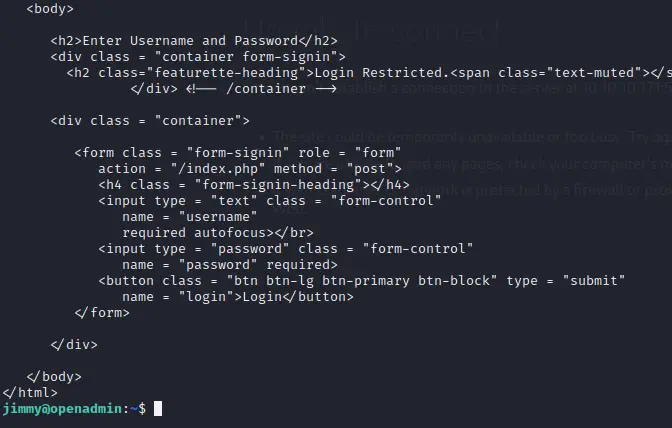 <body>
<h2>Enter Username and Password</h2>
<div class = "container form-signin">
<h2 class="featurette-heading">Login Restricted.<span class="text-muted"></s
</div> <!-- /container -->
<div class = "container">
<form class = "form-signin" role = "form"
action = "/index.php" method = "post">
<h4 class = "form-signin-heading"></h4>
<input type = "text" class = "form-control"
name = "username"
required autofocus></br>
<input type = "password" class = "form-control"
name = "password" required>
<button class = "btn btn-lg btn-primary btn-block" type = "submit"
name = "login">Login</button>
</form>
</div>
</body>
</html>
jimmy@openadmin:~$